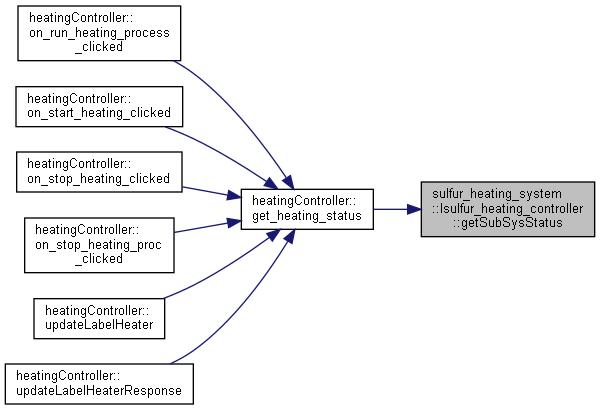 heatingController::
on_run_heating_process
_clicked
heatingController::
on_start_heating_clicked
heatingController::
on_stop_heating_clicked
heatingController::
on_stop_heating_proc
_clicked
heatingController::
updateLabelHeater
heatingController::
updateLabelHeaterResponse
heatingController::
get_heating_status
sulfur_heating_system
::Isulfur_heating_controller
::getSubSysStatus